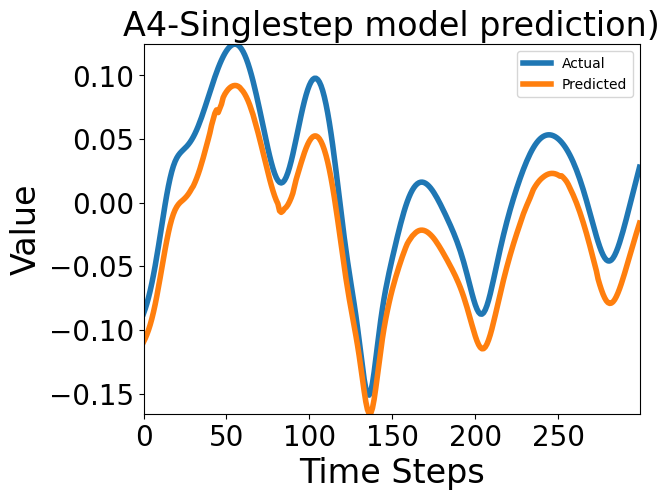 A4-Singlestep model prediction)
Actual
Predicted
0.10
0.05
0.00
−0.05
−0.10
−0.15
Value
0 50 100 150 200 250
Time Steps